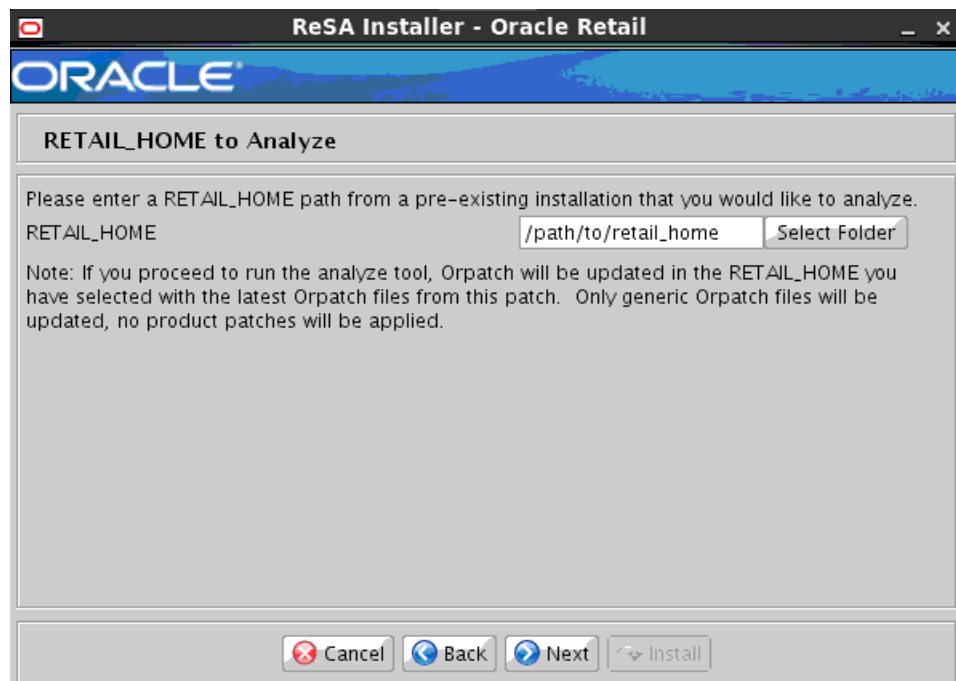 ReSA Installer - Oracle Retail
ORACLE
RETAIL_HOME to Analyze
Please enter a RETAIL_HOME path from a pre-existing installation that you would like to analyze.
RETAIL_HOME /path/to/retail_home Select Folder
Note: If you proceed to run the analyze tool, Orpatch will be updated in the RETAIL_HOME you
have selected with the latest Orpatch files from this patch. Only generic Orpatch files will be
updated, no product patches will be applied.
Cancel Back Next Install